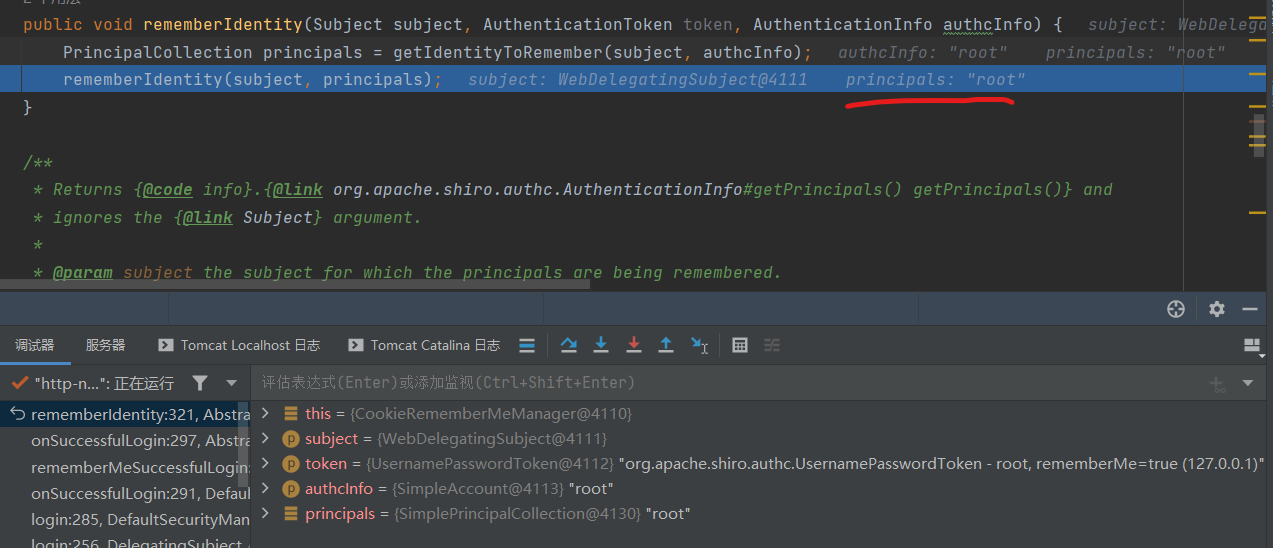 public void rememberIdentity(Subject subject, AuthenticationToken token, AuthenticationInfo authcInfo) { subject: WebDelega
PrincipalCollection principals = getIdentityToRemember(subject, authcInfo); authcInfo: "root" principals: "root"
rememberIdentity(subject, principals); subject: WebDelegatingSubject@4111 principals: "root"
}
/**
* Returns {@code info}.{@link org.apache.shiro.authc.AuthenticationInfo#getPrincipals() getPrincipals()} and
* ignores the {@link Subject} argument.
*
* @param subject the subject for which the principals are being remembered.
调试器 服务器 Tomcat Localhost 日志 Tomcat Catalina 日志
"http-n...": 正在运行 评估表达式(Enter)或添加监视(Ctrl+Shift+Enter)
rememberIdentity:321, Abstra
onSuccessfulLogin:297, Abstra
rememberMeSuccessfulLogin:
onSuccessfulLogin:291, Defaul
login:285, DefaultSecurityMan
login:256, DelegatingSubject
this = {CookieRememberMeManager@4110}
subject = {WebDelegatingSubject@4111}
token = {UsernamePasswordToken@4112} "org.apache.shiro.authc.UsernamePasswordToken - root, rememberMe=true (127.0.0.1)"
authcInfo = {SimpleAccount@4113} "root"
principals = {SimplePrincipalCollection@4130} "root"